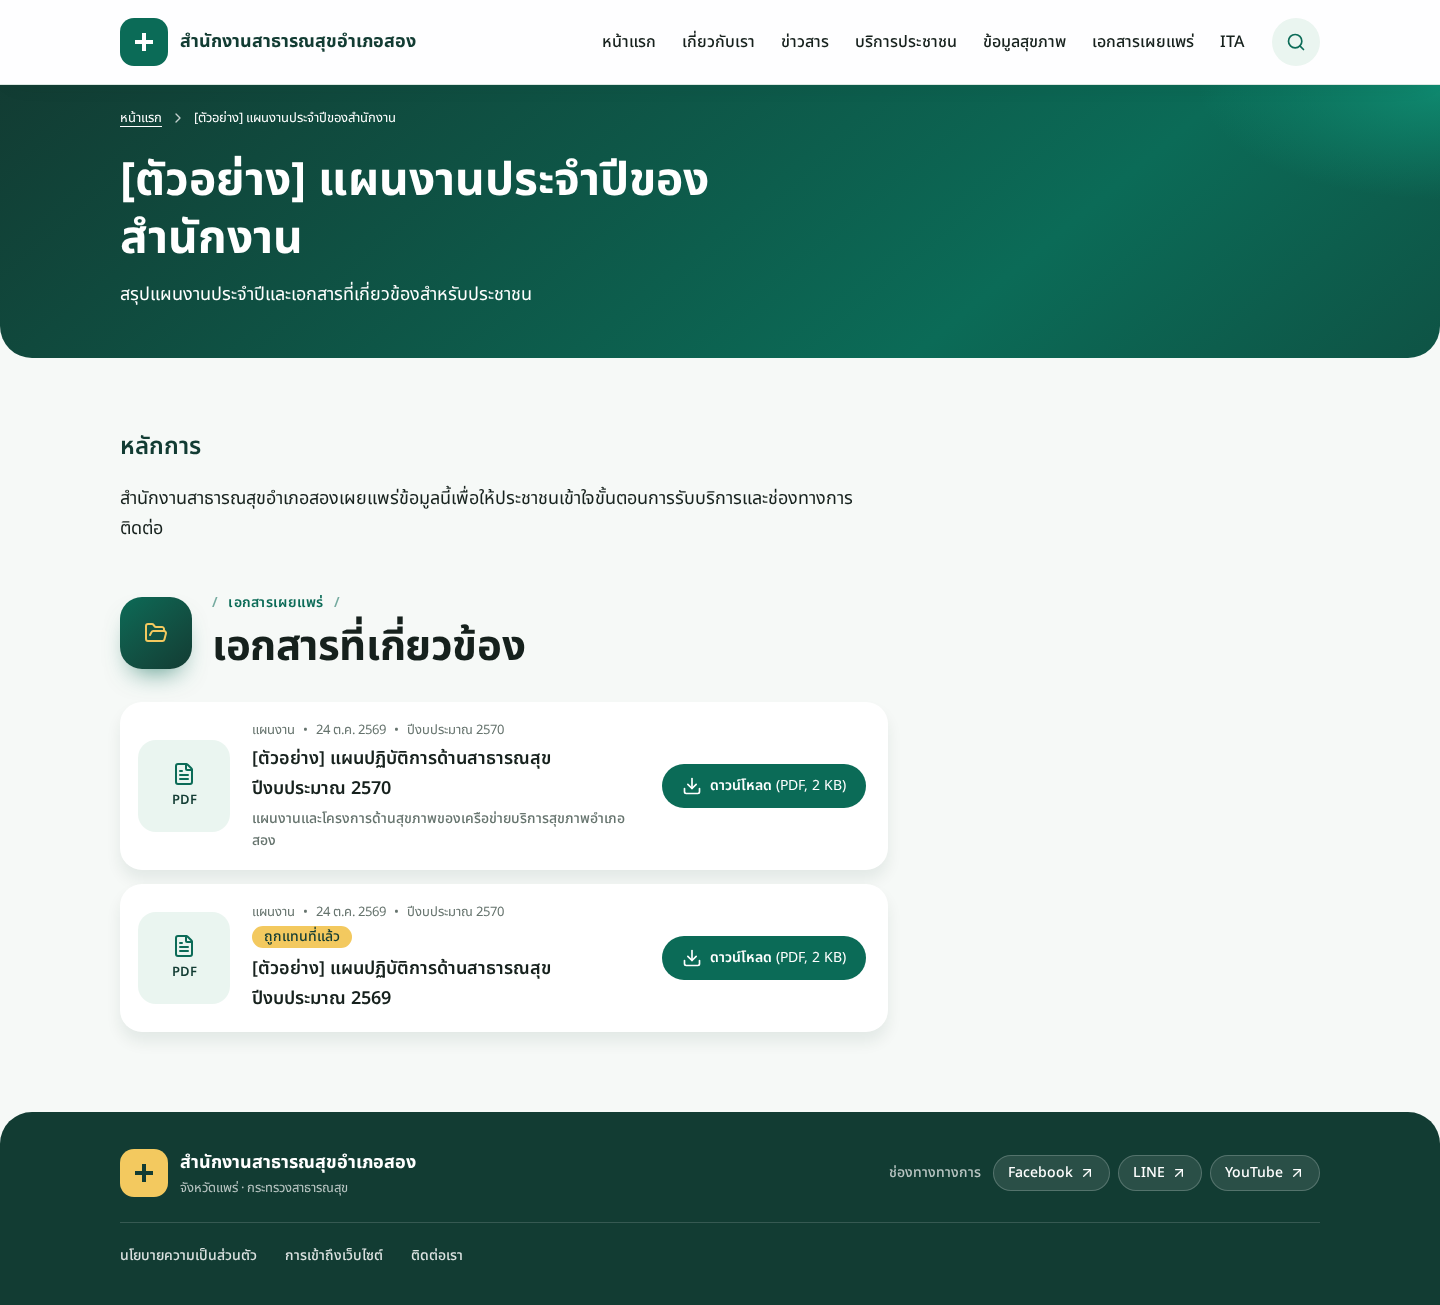 สำนักงานสาธารณสุขอำเภอสอง
หน้าแรก
เกี่ยวกับเรา
ข่าวสาร
บริการประชาชน
ข้อมูลสุขภาพ
เอกสารเผยแพร่
ITA
หน้าแรก > [ตัวอย่าง] แผนงานประจำปีของสำนักงาน
[ตัวอย่าง] แผนงานประจำปีของ
สำนักงาน
สรุปแผนงานประจำปีและเอกสารที่เกี่ยวข้องสำหรับประชาชน
หลักการ
สำนักงานสาธารณสุขอำเภอสองเผยแพร่ข้อมูลนี้เพื่อให้ประชาชนเข้าใจขั้นตอนการรับบริการและช่องทางการ
ติดต่อ
/ เอกสารเผยแพร่ /
เอกสารที่เกี่ยวข้อง
แผนงาน • 24 ต.ค. 2569 • ปีงบประมาณ 2570
[ตัวอย่าง] แผนปฏิบัติการด้านสาธารณสุข
ปีงบประมาณ 2570
แผนงานและโครงการด้านสุขภาพของเครือข่ายบริการสุขภาพอำเภอ
สอง
PDF
ดาวน์โหลด (PDF, 2 KB)
แผนงาน • 24 ต.ค. 2569 • ปีงบประมาณ 2570
ถูกแทนที่แล้ว
[ตัวอย่าง] แผนปฏิบัติการด้านสาธารณสุข
ปีงบประมาณ 2569
PDF
ดาวน์โหลด (PDF, 2 KB)
สำนักงานสาธารณสุขอำเภอสอง
จังหวัดแพร่ · กระทรวงสาธารณสุข
ช่องทางทางการ
Facebook
LINE
YouTube
นโยบายความเป็นส่วนตัว
การเข้าถึงเว็บไซต์
ติดต่อเรา